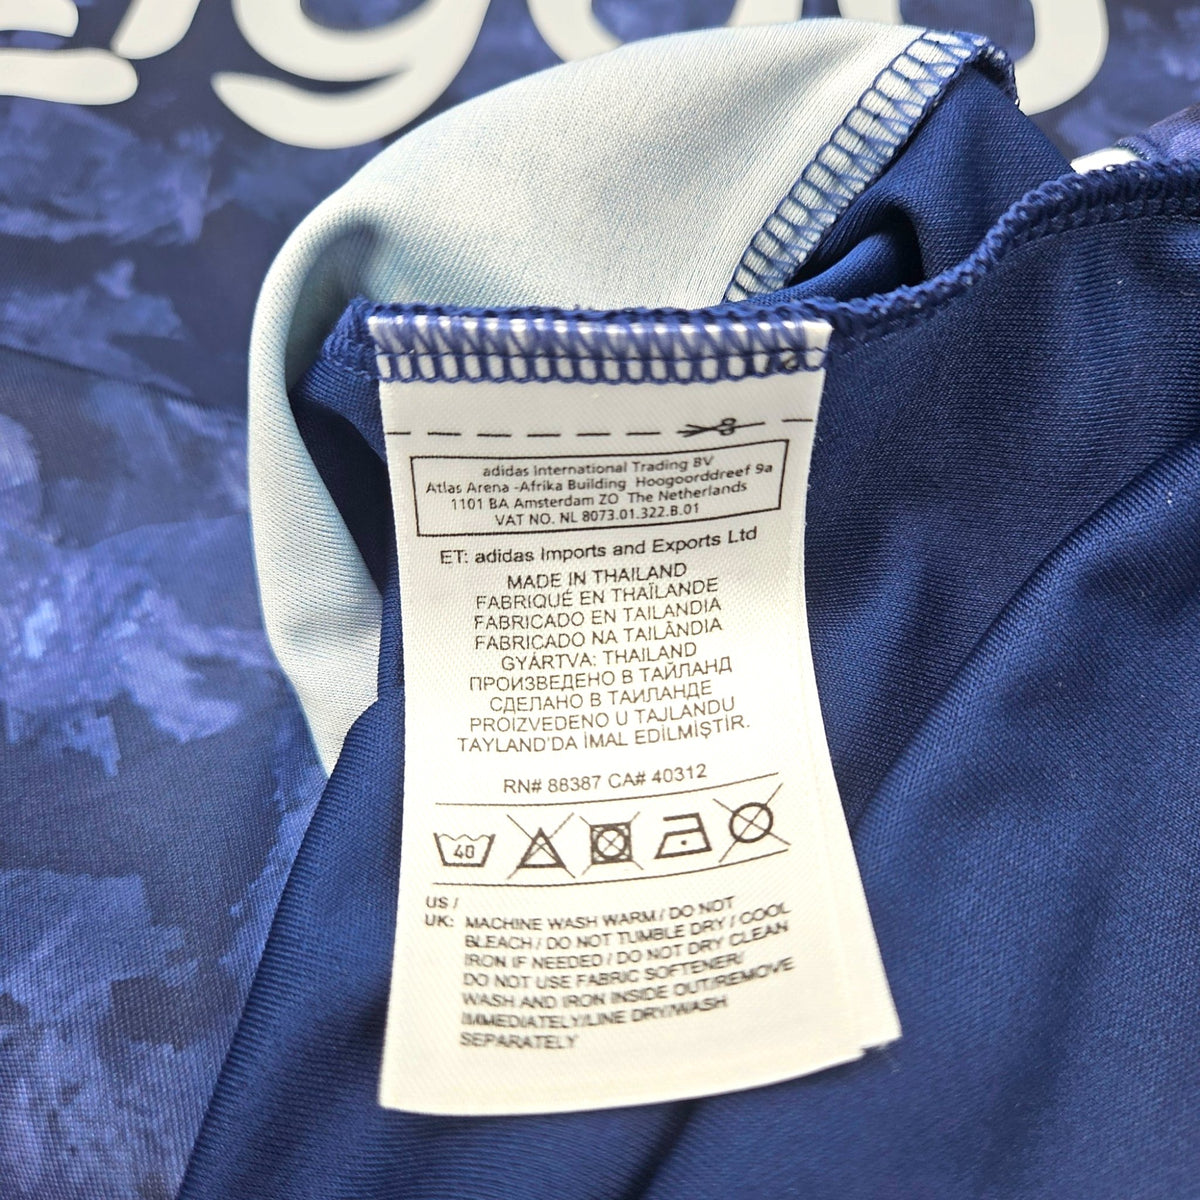 adidas International Trading BV
Atlas Arena -Afrika Building Hoogoorddreef 9a
1101 BA Amsterdam ZO The Netherlands
VAT NO. NL 8073.01.322.B.01
ET: adidas Imports and Exports Ltd
MADE IN THAILAND
FABRIQUÉ EN THAÏLANDE
FABRICADO EN TAILANDIA
FABRICADO NA TAILÂNDIA
GYÁRTVA: THAILAND
ПРОИЗВЕДЕНО В ТАЙЛАНД
СДЕЛАНО В ТАИЛАНДЕ
PROIZVEDENO U TAJLANDU
TAYLAND'DA İMAL EDİLMİŞTİR.
RN# 88387 CA# 40312
40
US /
UK: MACHINE WASH WARM / DO NOT
BLEACH / DO NOT TUMBLE DRY / COOL
IRON IF NEEDED / DO NOT DRY CLEAN
DO NOT USE FABRIC SOFTENER/
WASH AND IRON INSIDE OUT/REMOVE
IMMEDIATELY/LINE DRY/WASH
SEPARATELY